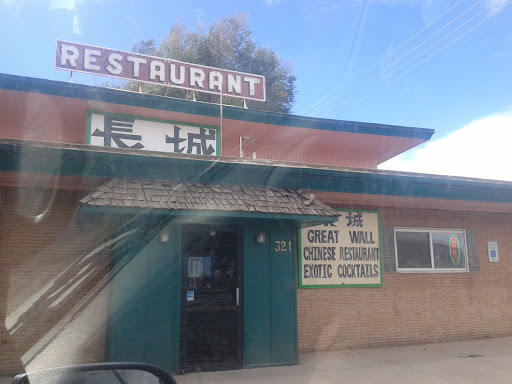 RESTAURANT
長城
321
長城
GREAT WALL
CHINESE RESTAURANT
EXOTIC COCKTAILS